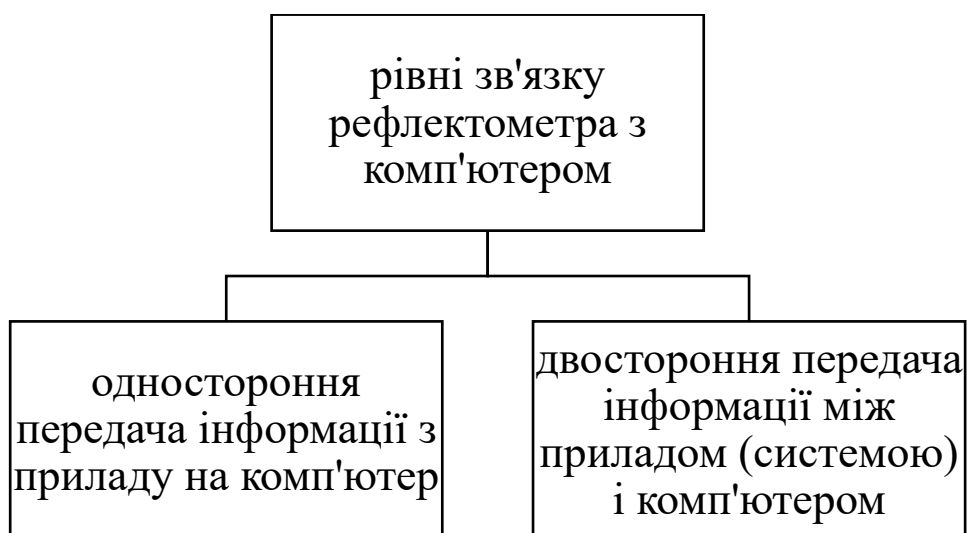 рівні зв'язку
рефлектометра з
комп'ютером
одностороння
передача інформації з
приладу на комп'ютер
двостороння передача
інформації між
приладом (системою)
і комп'ютером